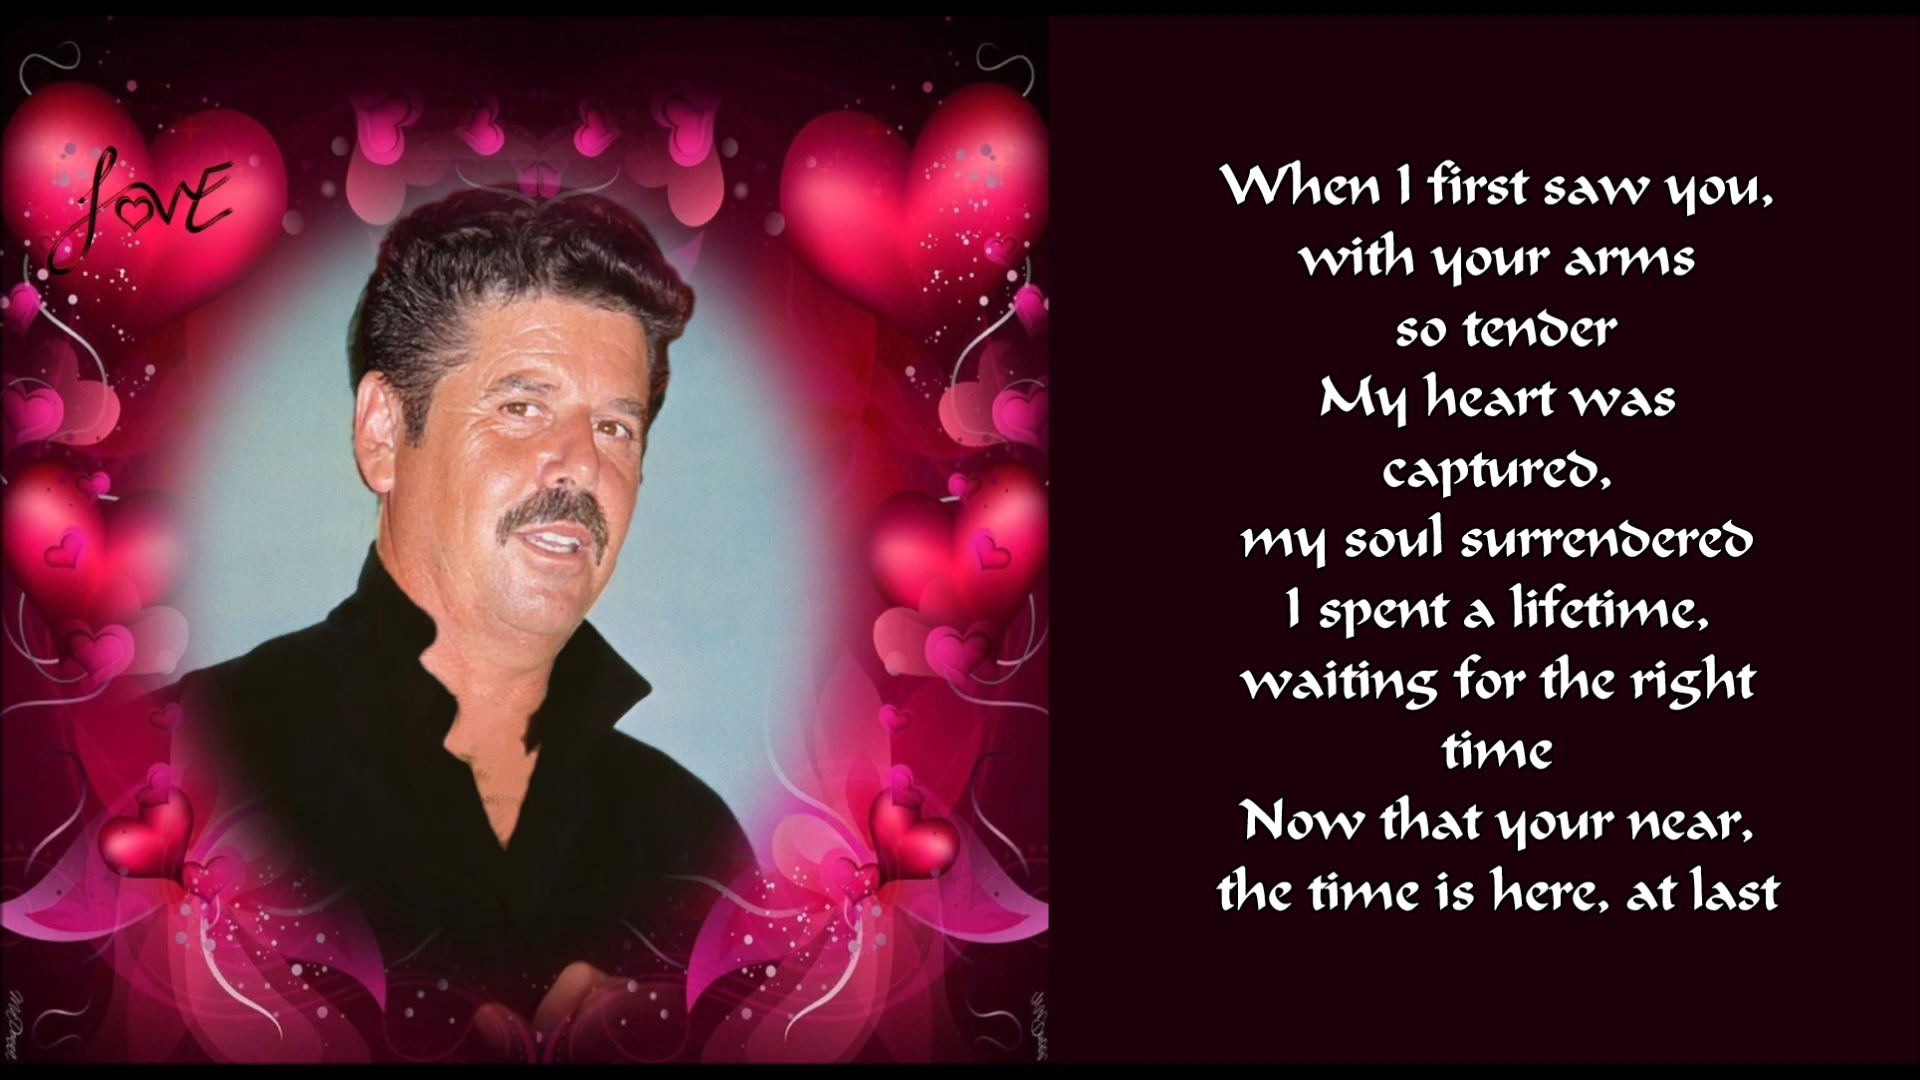 LOVE
When I first saw you,
with your arms
so tender
My heart was
captured,
my soul surrendered
I spent a lifetime,
waiting for the right
time
Now that your near,
the time is here, at last